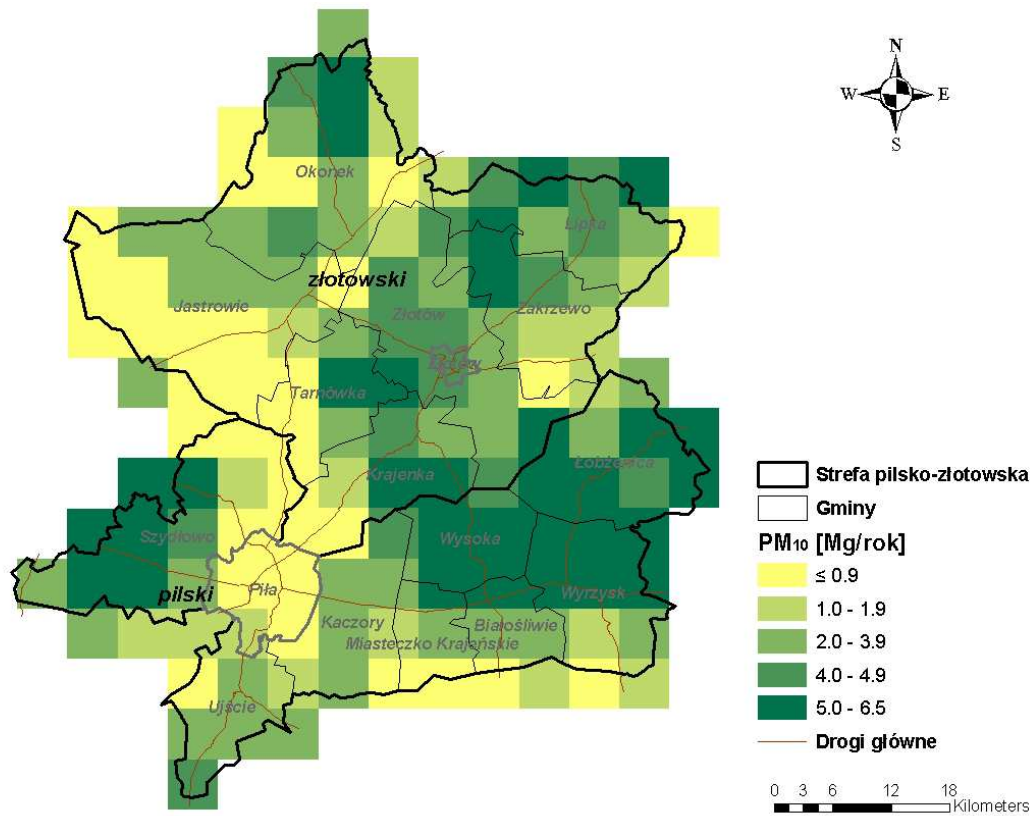 N
W E
S
Okonek
Lipka
złotowski
Jastrowie
Złotów
Zakrzewo
Tarnówka
Krajenka
Łobżenica
Szydłowo
Wysoka
pilski
Piła
Wyrzysk
Kaczory
Białośliwie
Miasteczko Krajeńskie
Ujście
Strefa pilsko-złotowska
Gminy
PM10 [Mg/rok]
≤ 0.9
1.0 - 1.9
2.0 - 3.9
4.0 - 4.9
5.0 - 6.5
Drogi główne
0 3 6 12 18
Kilometers